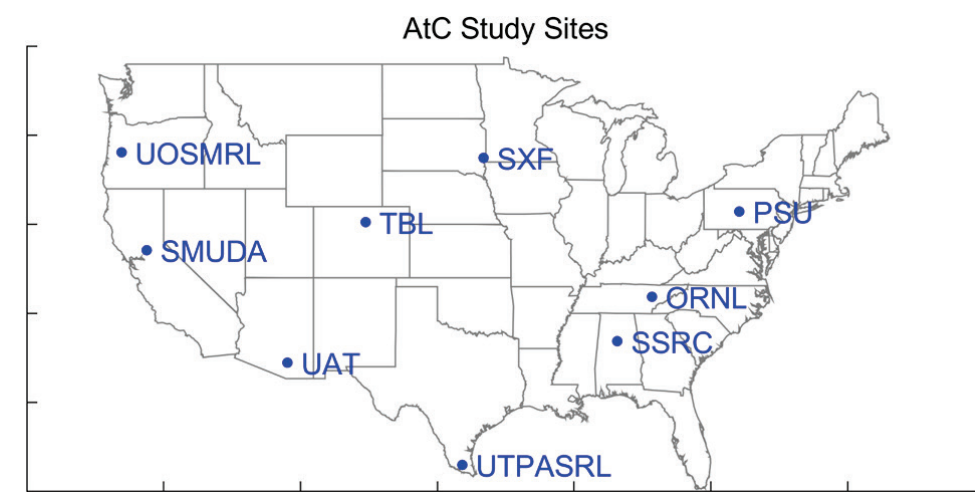 AtC Study Sites
UOSMRL
SXF
PSU
TBL
SMUDA
ORNL
SSRC
UAT
UTPASRL